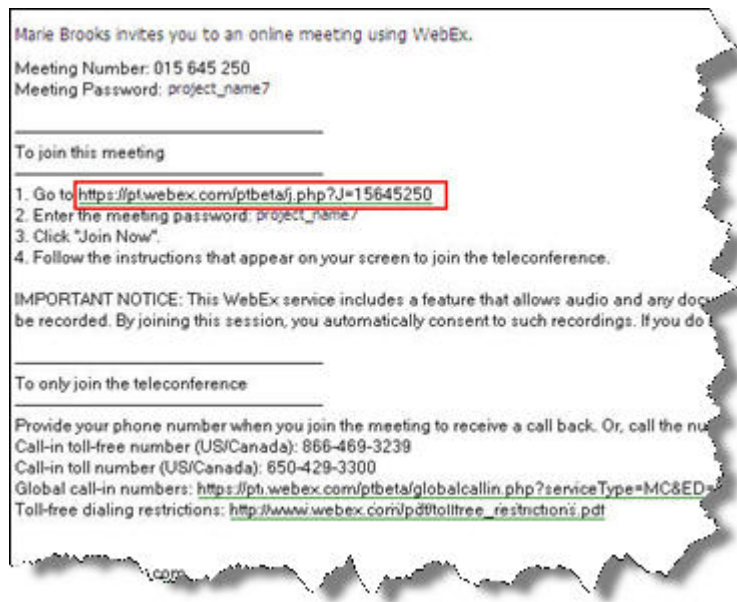 Marie Brooks invites you to an online meeting using WebEx.
Meeting Number: 015 645 250
Meeting Password: project_name7
To join this meeting
1. Go to https://pt.webex.com/ptbeta/j.php?J=15645250
2. Enter the meeting password: project_name7
3. Click "Join Now".
4. Follow the instructions that appear on your screen to join the teleconference.
IMPORTANT NOTICE: This WebEx service includes a feature that allows audio and any
be recorded. By joining this session, you automatically consent to such recordings. If you do
To only join the teleconference
Provide your phone number when you join the meeting to receive a call back. Or, call the
Call-in toll-free number (US/Canada): 866-469-3239
Call-in toll number (US/Canada): 650-429-3300
Global call-in numbers: https://pt.webex.com/ptbeta/globalcallin.php?serviceType=MC&ED=
Toll-free dialing restrictions: http://www.webex.com/pdf/tollfree_restrictions.pdf